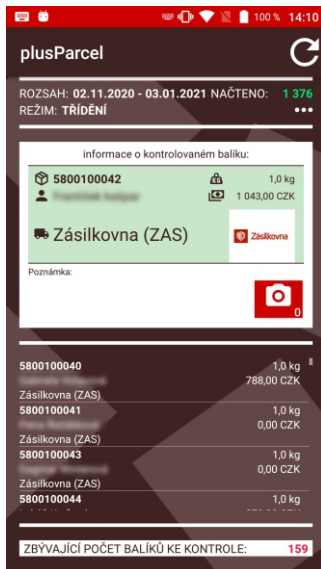 100 % 14:10
plusParcel
ROZSAH: 02.11.2020 - 03.01.2021 NAČTENO: 1 376
REŽIM: TŘÍDĚNÍ
informace o kontrolovaném balíku:
5800100042 1,0 kg
1 043,00 CZK
Zásilkovna (ZAS) Zásilkovna
Poznámka:
0
5800100040 1,0 kg
788,00 CZK
Zásilkovna (ZAS)
5800100041 1,0 kg
0,00 CZK
Zásilkovna (ZAS)
5800100043 1,0 kg
0,00 CZK
Zásilkovna (ZAS)
5800100044 1,0 kg
ZBÝVAJÍCÍ POČET BALÍKŮ KE KONTROLE: 159